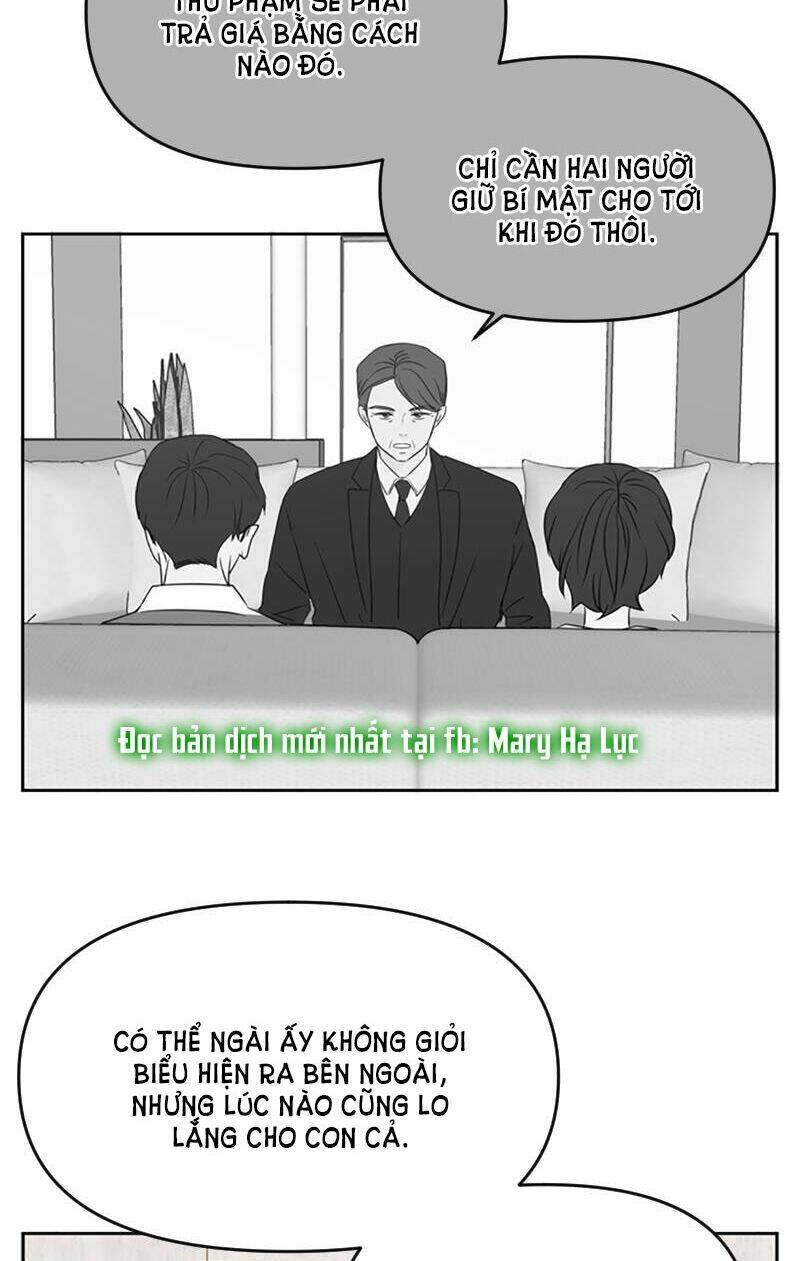 THỦ PHẠM SẼ PHẢI
TRẢ GIÁ BẰNG CÁCH
NÀO ĐÓ.
CHỈ CẦN HAI NGƯỜI
GIỮ BÍ MẬT CHO TỚI
KHI ĐÓ THÔI.
Đọc bản dịch mới nhất tại fb: Mary Hạ Lục
CÓ THỂ NGÀI ẤY KHÔNG GIỎI
BIỂU HIỆN RA BÊN NGOÀI,
NHƯNG LÚC NÀO CŨNG LO
LẮNG CHO CON CẢ.